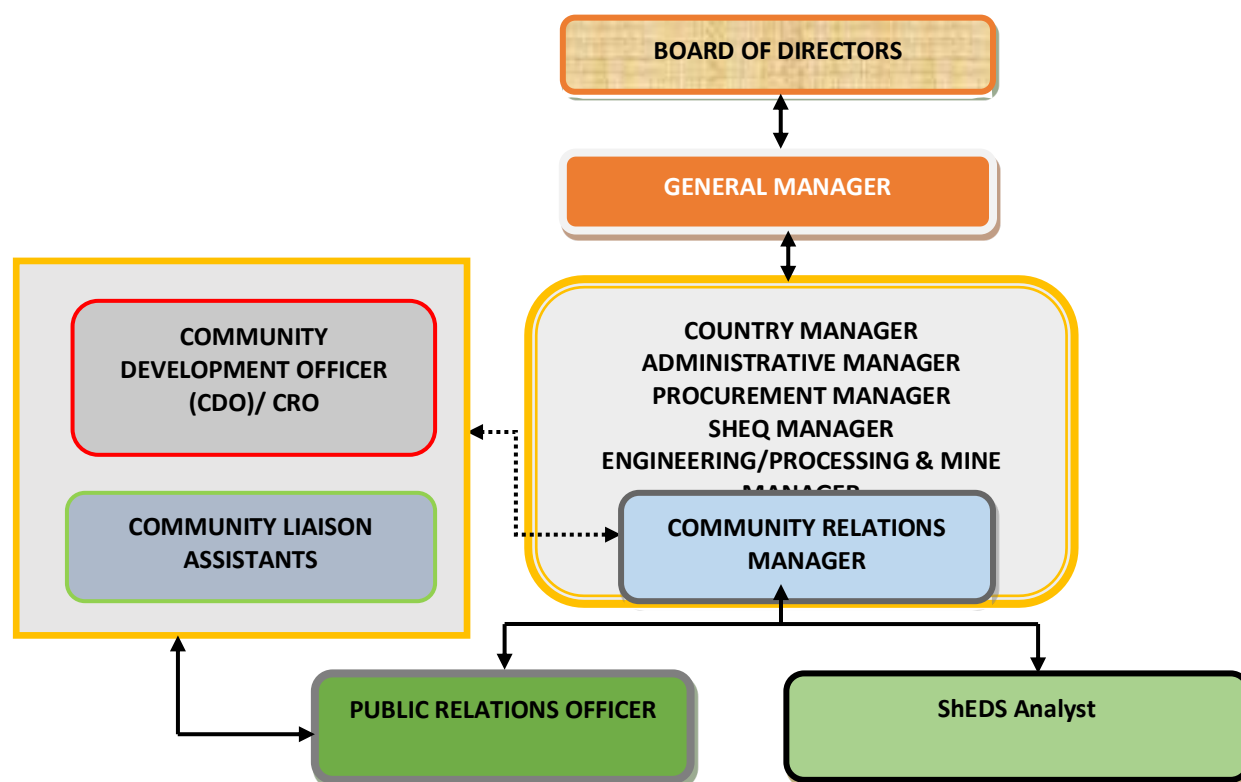 BOARD OF DIRECTORS
GENERAL MANAGER
COUNTRY MANAGER
ADMINISTRATIVE MANAGER
PROCUREMENT MANAGER
SHEQ MANAGER
ENGINEERING/PROCESSING & MINE
MANAGER
COMMUNITY RELATIONS
MANAGER
COMMUNITY
DEVELOPMENT OFFICER
(CDO)/ CRO
COMMUNITY LIAISON
ASSISTANTS
PUBLIC RELATIONS OFFICER
ShEDS Analyst